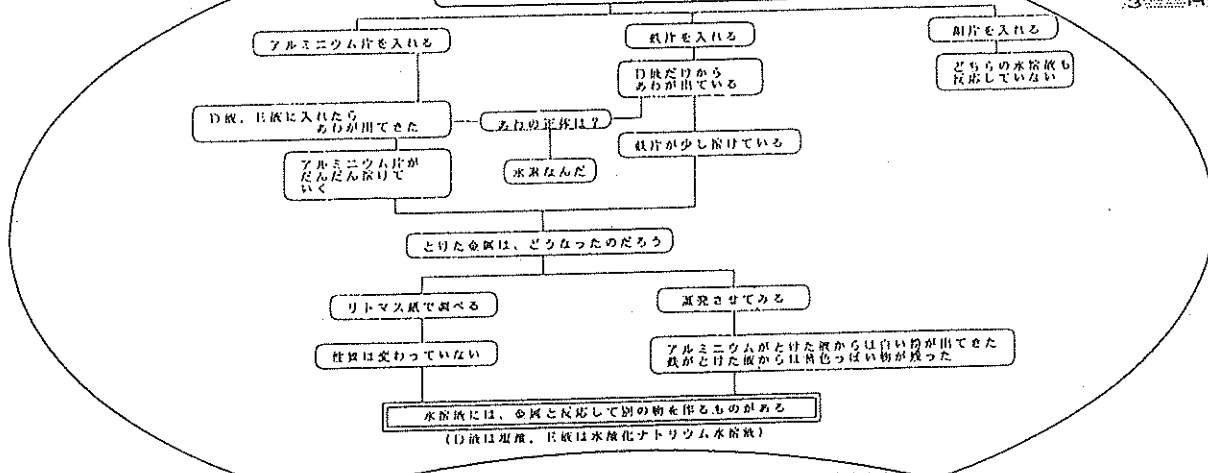 アルミニウム片を入れる
鉄片を入れる
銅片を入れる
D液だけから
あわが出ている
どちらの水溶液も
反応していない
D液、E液に入れたら
あわが出てきた
あわの正体は？
鉄片が少し溶けている
アルミニウム片が
だんだん溶けて
いく
水素なんだ
とけた金属は、どうなったのだろう
リトマス紙で調べる
蒸発させてみる
性質は変わっていない
アルミニウムがとけた液からは白い粉が出てきた
鉄がとけた液からは黄色っぽい物が残った
水溶液には、金属と反応して別の物を作るものがある
(D液は塩酸、E液は水酸化ナトリウム水溶液)